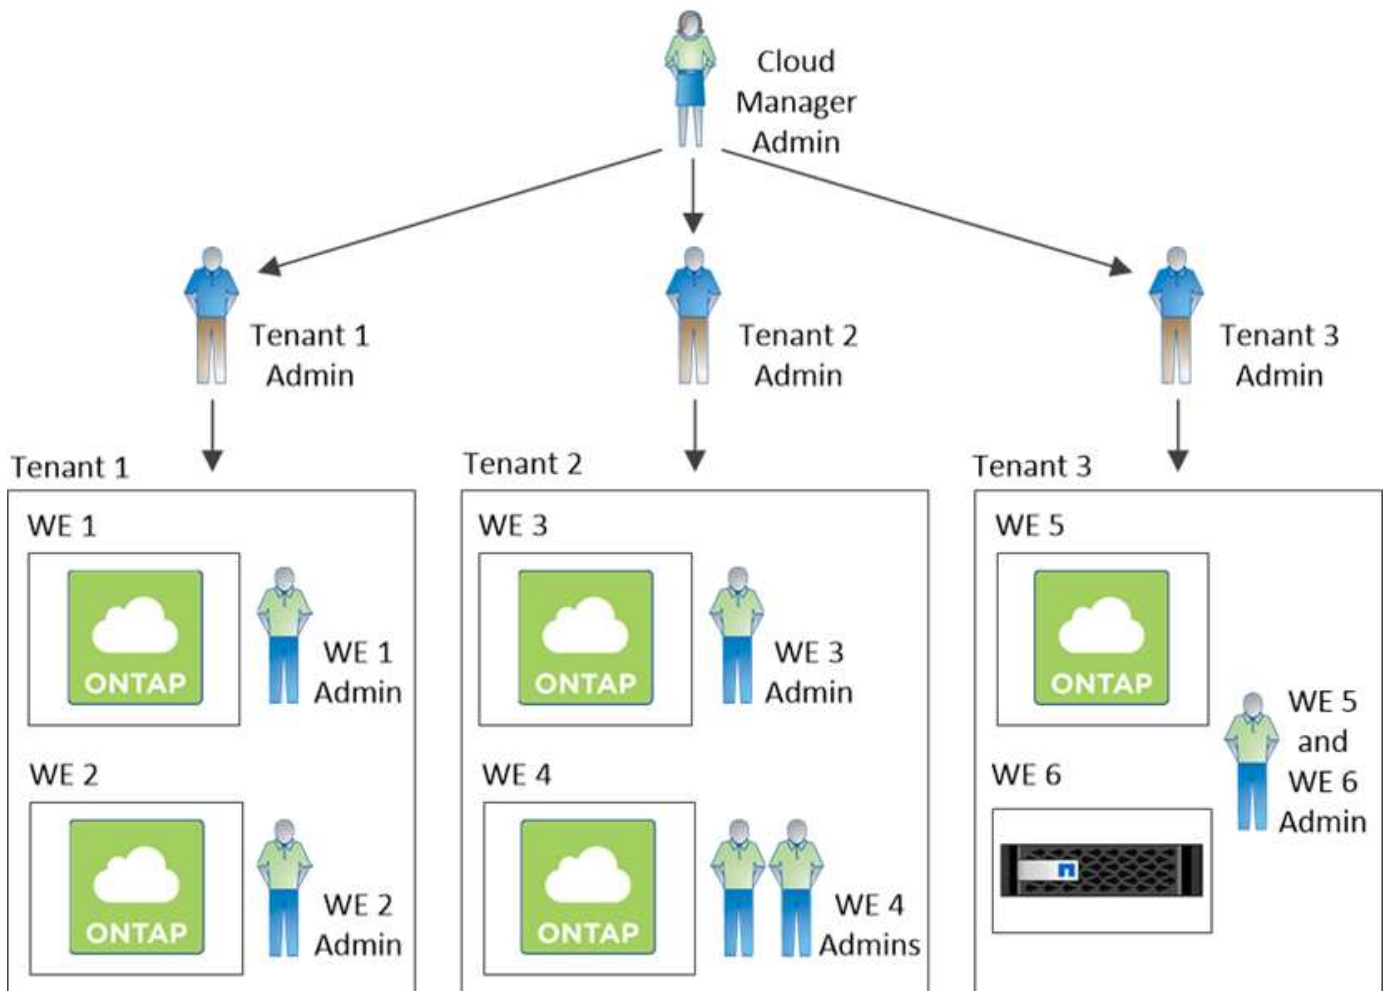 Cloud
Manager
Admin
Tenant 1
Admin
Tenant 2
Admin
Tenant 3
Admin
Tenant 1
WE 1
ONTAP
WE 1
Admin
WE 2
ONTAP
WE 2
Admin
Tenant 2
WE 3
ONTAP
WE 3
Admin
WE 4
ONTAP
WE 4
Admins
Tenant 3
WE 5
ONTAP
WE 5
and
WE 6
Admin
WE 6